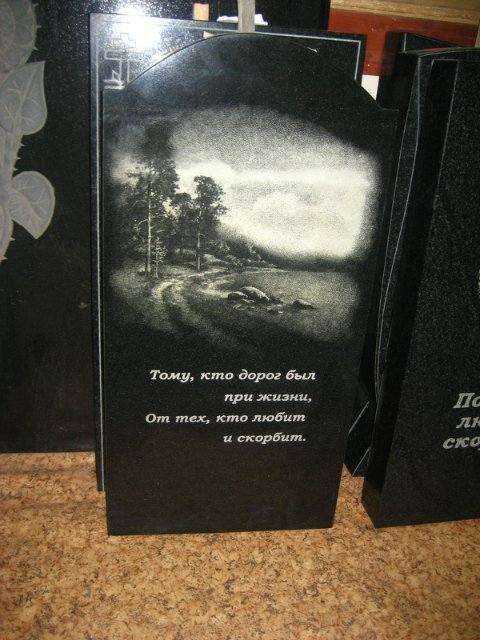 Тому, кто дорог был
при жизни,
От тех, кто любит
и скорбит.